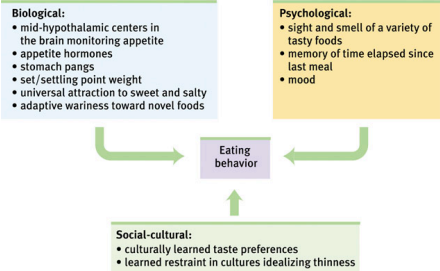 Biological:
• mid-hypothalamic centers in
the brain monitoring appetite
• appetite hormones
• stomach pangs
• set/settling point weight
• universal attraction to sweet and salty
• adaptive wariness toward novel foods
Psychological:
• sight and smell of a variety of
tasty foods
• memory of time elapsed since
last meal
• mood
Eating
behavior
Social-cultural:
• culturally learned taste preferences
• learned restraint in cultures idealizing thinness